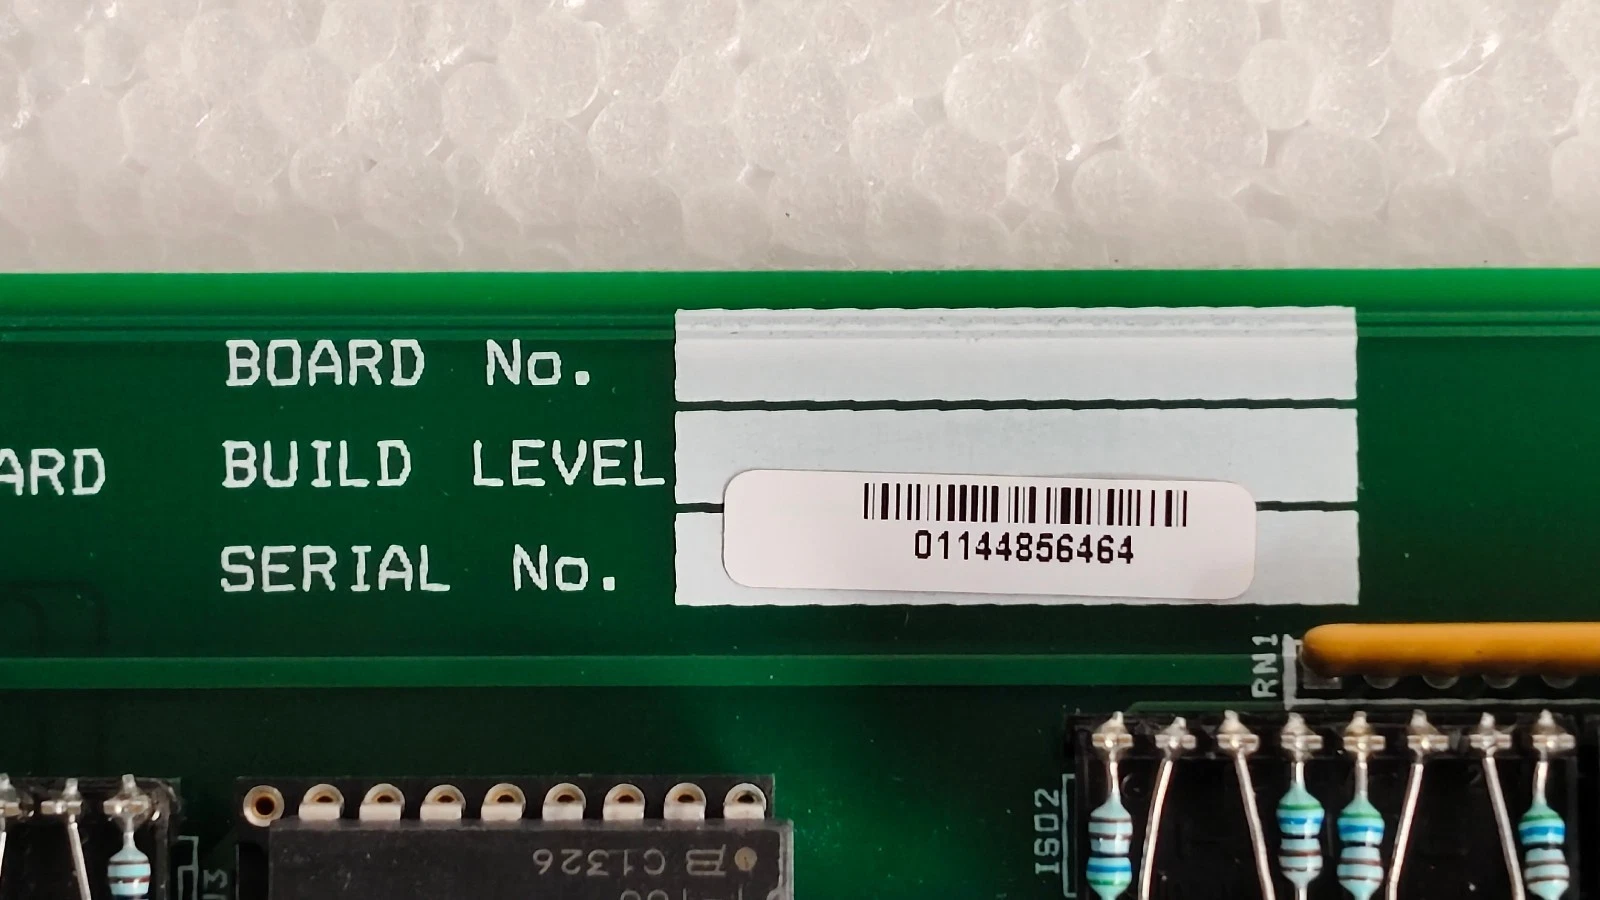 BOARD No.
ARD
BUILD LEVEL
01144856464
SERIAL No.
RN1
ISO2
C1326